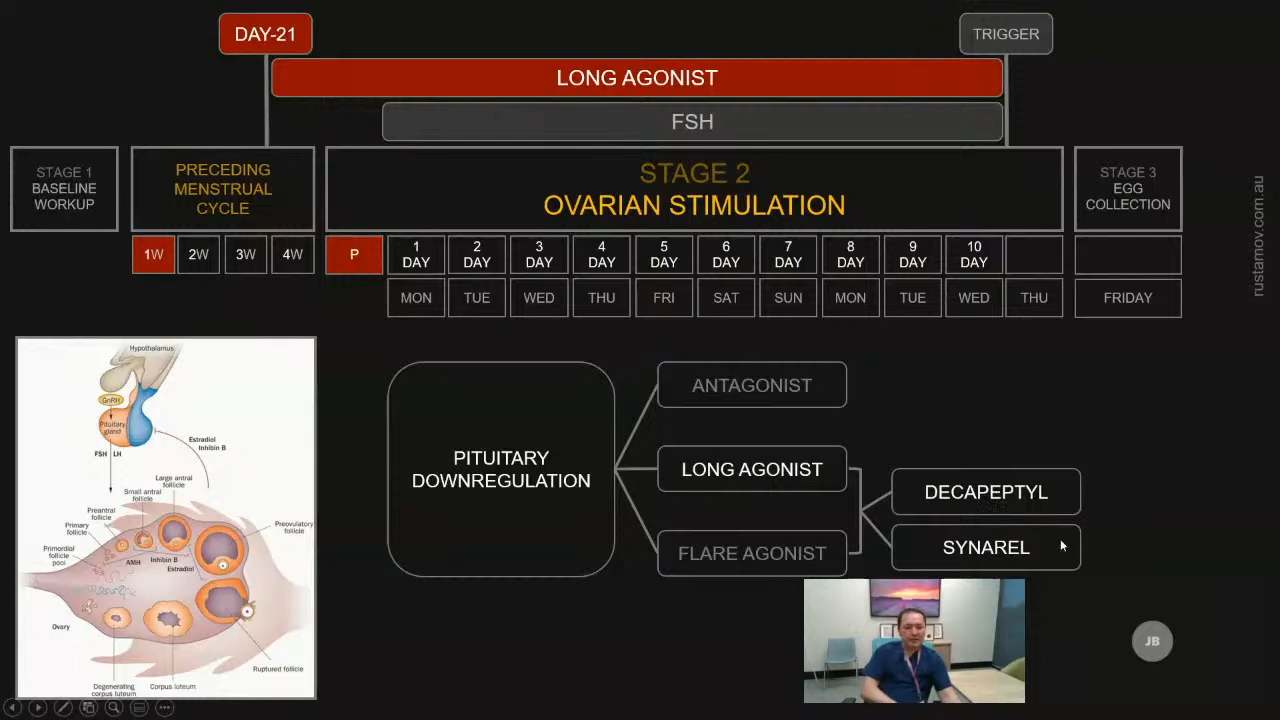 DAY-21
TRIGGER
LONG AGONIST
FSH
STAGE 1
BASELINE
WORKUP
PRECEDING
MENSTRUAL
CYCLE
STAGE 2
OVARIAN STIMULATION
STAGE 3
EGG
COLLECTION
rustamov.com.au
1W
2W
3W
4W
P
1
DAY
2
DAY
3
DAY
4
DAY
5
DAY
6
DAY
7
DAY
8
DAY
9
DAY
10
DAY
MON
TUE
WED
THU
FRI
SAT
SUN
MON
TUE
WED
THU
FRIDAY
Hypothalamus
GnRH
Pituitary
gland
FSH
LH
Estradiol
Inhibin B
Large antral
follicle
Small antral
follicle
Preantral
follicle
Primary
follicle
Primordial
follicle
pool
Preovulatory
follicle
AMH
Inhibin B
Estradiol
Ovary
Ruptured follicle
Degenerating
corpus luteum
Corpus luteum
PITUITARY
DOWNREGULATION
ANTAGONIST
LONG AGONIST
FLARE AGONIST
DECAPEPTYL
SYNAREL
JB